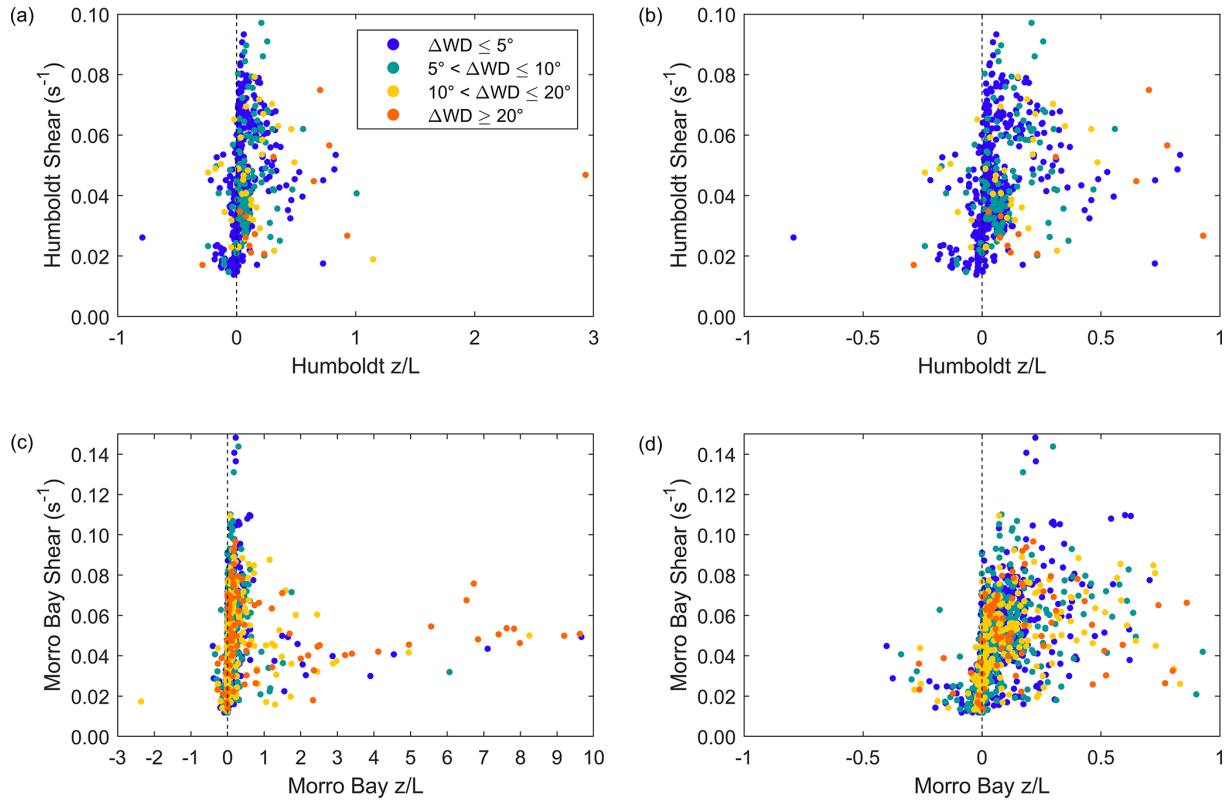 (a)
0.10
0.08
0.06
0.04
0.02
0.00
Humboldt Shear (s⁻¹)
ΔWD ≤ 5°
5° < ΔWD ≤ 10°
10° < ΔWD ≤ 20°
ΔWD ≥ 20°
-1 0 1 2 3
Humboldt z/L
(b)
0.10
0.08
0.06
0.04
0.02
0.00
Humboldt Shear (s⁻¹)
-1 -0.5 0 0.5 1
Humboldt z/L
(c)
0.14
0.12
0.10
0.08
0.06
0.04
0.02
0.00
Morro Bay Shear (s⁻¹)
-3 -2 -1 0 1 2 3 4 5 6 7 8 9 10
Morro Bay z/L
(d)
0.14
0.12
0.10
0.08
0.06
0.04
0.02
0.00
Morro Bay Shear (s⁻¹)
-1 -0.5 0 0.5 1
Morro Bay z/L